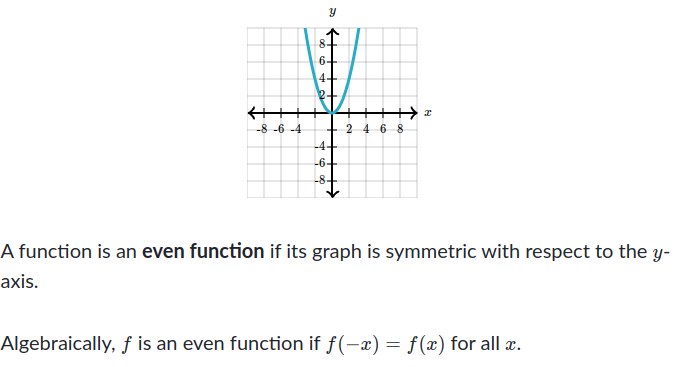 y
8
6
4
2
x
-8 -6 -4 2 4 6 8
-4
-6
-8
A function is an even function if its graph is symmetric with respect to the y-
axis.
Algebraically, f is an even function if f(−x) = f(x) for all x.